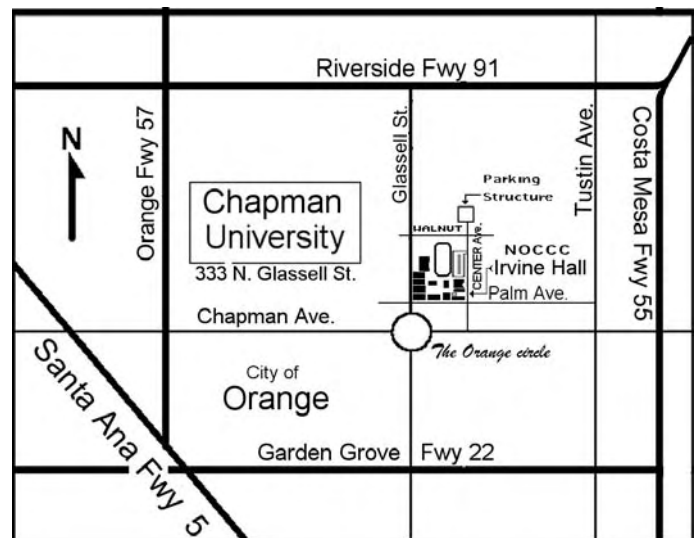 Riverside Fwy 91
N
Orange Fwy 57
Glassell St.
Tustin Ave.
Costa Mesa Fwy 55
Parking
Structure
Chapman
University
333 N. Glassell St.
WALNUT
CENTER Ave.
NOCCC
Irvine Hall
Palm Ave.
Chapman Ave.
The Orange circle
City of
Orange
Santa Ana Fwy 5
Garden Grove Fwy 22